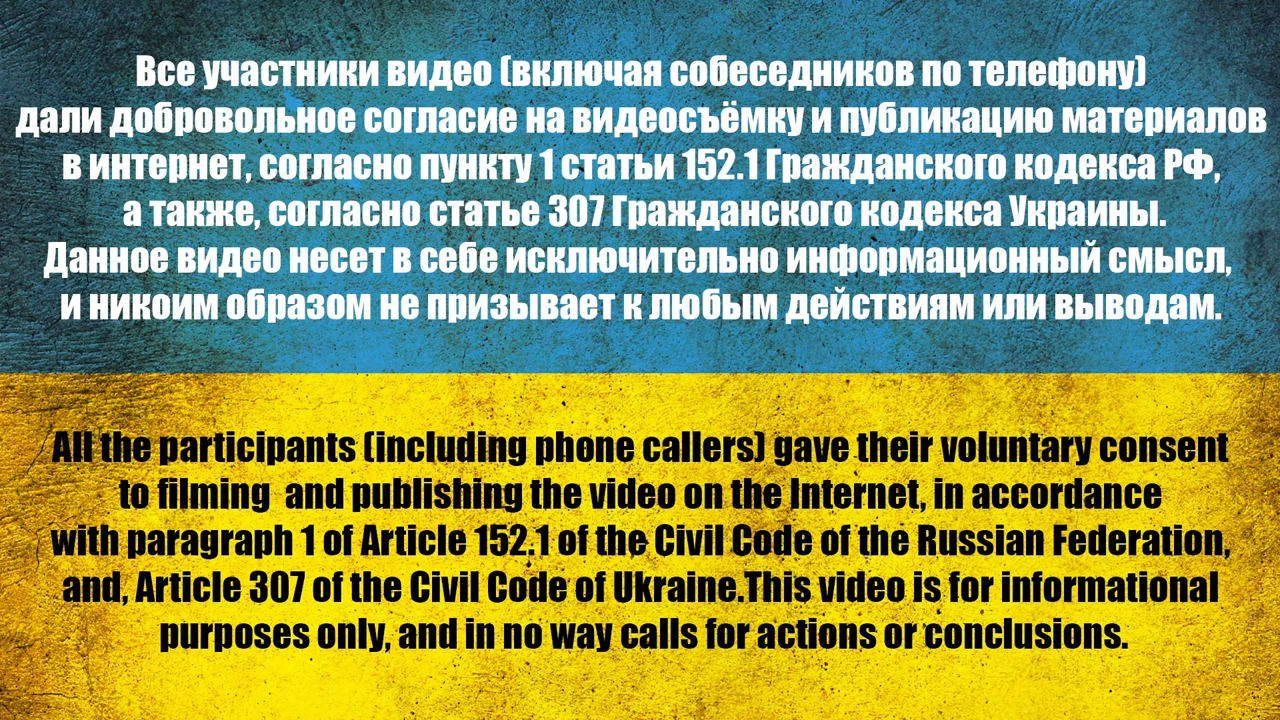 Все участники видео (включая собеседников по телефону)
дали добровольное согласие на видеосъёмку и публикацию материалов
в интернет, согласно пункту 1 статьи 152.1 Гражданского кодекса РФ,
а также, согласно статье 307 Гражданского кодекса Украины.
Данное видео несет в себе исключительно информационный смысл,
и никоим образом не призывает к любым действиям или выводам.
All the participants (including phone callers) gave their voluntary consent
to filming  and publishing the video on the Internet, in accordance
with paragraph 1 of Article 152.1 of the Civil Code of the Russian Federation,
and, Article 307 of the Civil Code of Ukraine.This video is for informational
purposes only, and in no way calls for actions or conclusions.